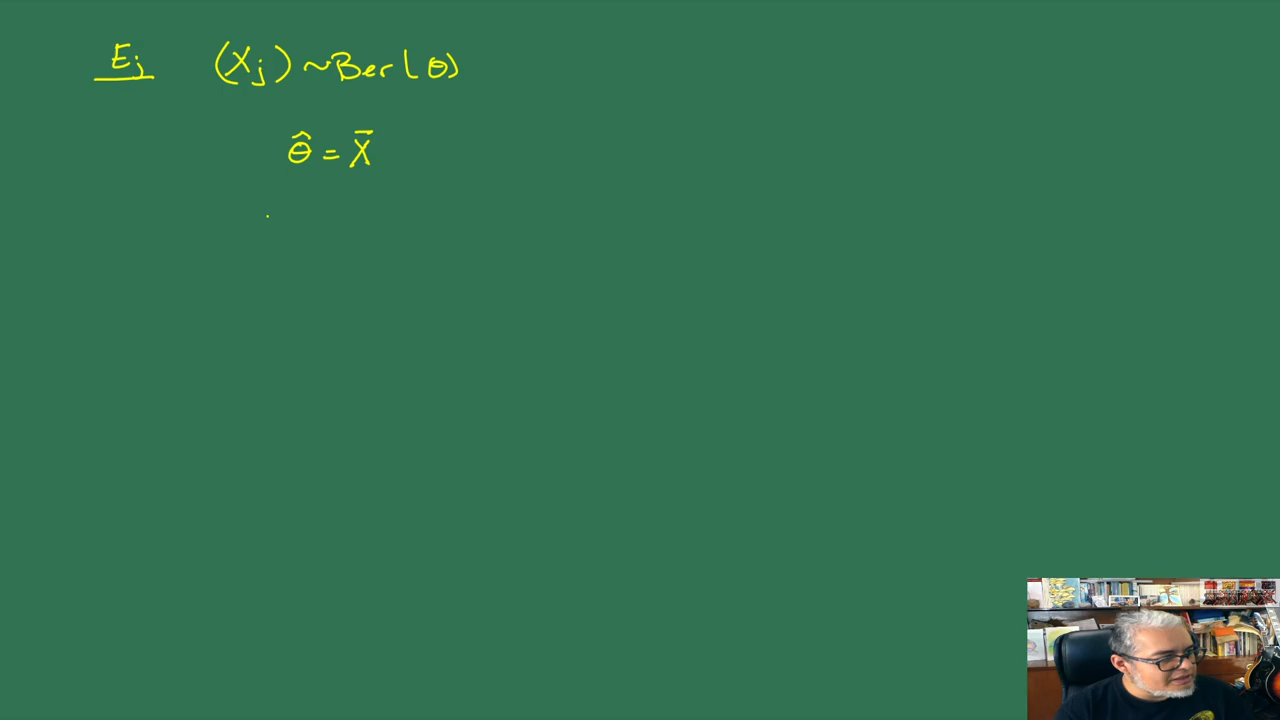 Ej (Xj) ~ Ber(θ)
θ̂ = X̄